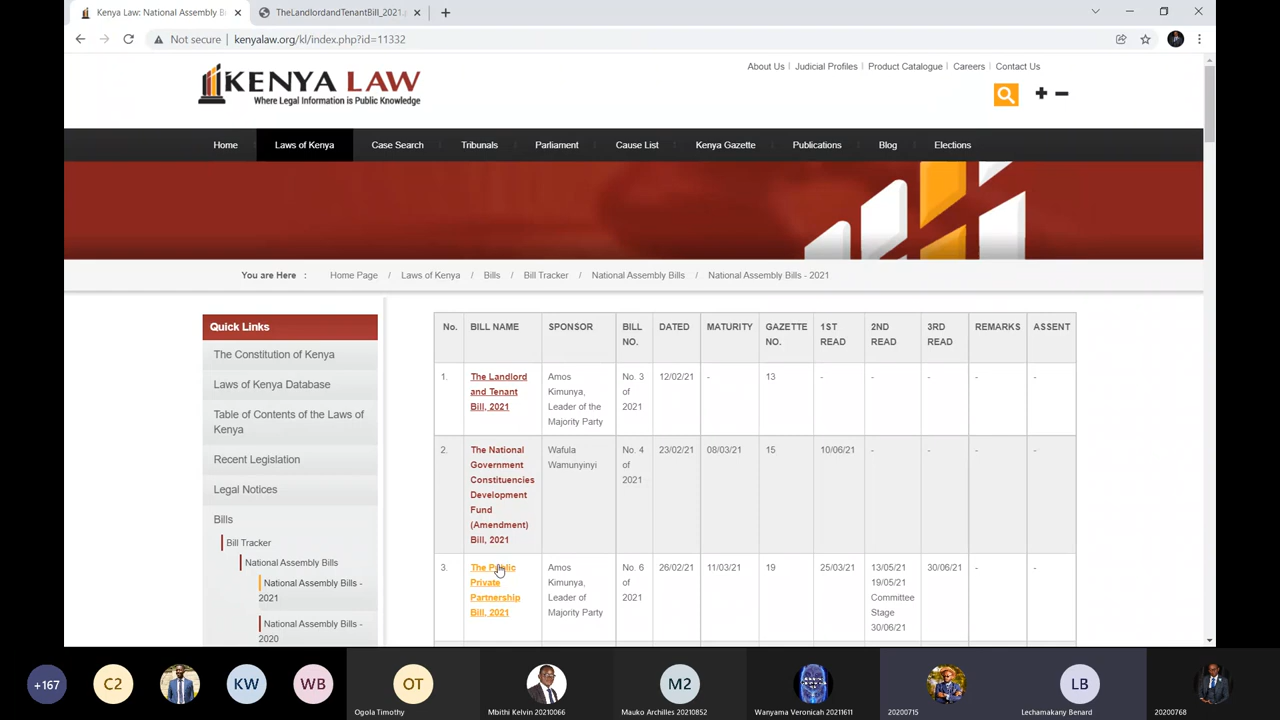 Kenya Law: National Assembly B
TheLandlordandTenantBill_2021.
Not secure | kenyalaw.org/kl/index.php?id=11332
About Us | Judicial Profiles | Product Catalogue | Careers | Contact Us
KENYA LAW
Where Legal Information is Public Knowledge
Home Laws of Kenya Case Search Tribunals Parliament Cause List Kenya Gazette Publications Blog Elections
You are Here : Home Page / Laws of Kenya / Bills / Bill Tracker / National Assembly Bills / National Assembly Bills - 2021
Quick Links
The Constitution of Kenya
Laws of Kenya Database
Table of Contents of the Laws of
Kenya
Recent Legislation
Legal Notices
Bills
Bill Tracker
National Assembly Bills
National Assembly Bills -
2021
National Assembly Bills -
2020
No. BILL NAME SPONSOR BILL DATED MATURITY GAZETTE 1ST 2ND 3RD REMARKS ASSENT
NO. NO. READ READ READ
1. The Landlord Amos No. 3 12/02/21 - 13 - - - - -
and Tenant Kimunya, of
Bill, 2021 Leader of the 2021
Majority Party
2. The National Wafula No. 4 23/02/21 08/03/21 15 10/06/21 - - - -
Government Wamunyinyi of
Constituencies 2021
Development
Fund
(Amendment)
Bill, 2021
3. The Public Amos No. 6 26/02/21 11/03/21 19 25/03/21 13/05/21 30/06/21 - -
Private Kimunya, of 19/05/21
Partnership Leader of 2021 Committee
Bill, 2021 Majority Party Stage
30/06/21
+167 C2 KW WB OT M2 LB
Ogola Timothy Mbithi Kelvin 20210066 Mauko Archilles 20210852 Wanyama Veronicah 20211611 20200715 Lechamakany Benard 20200768